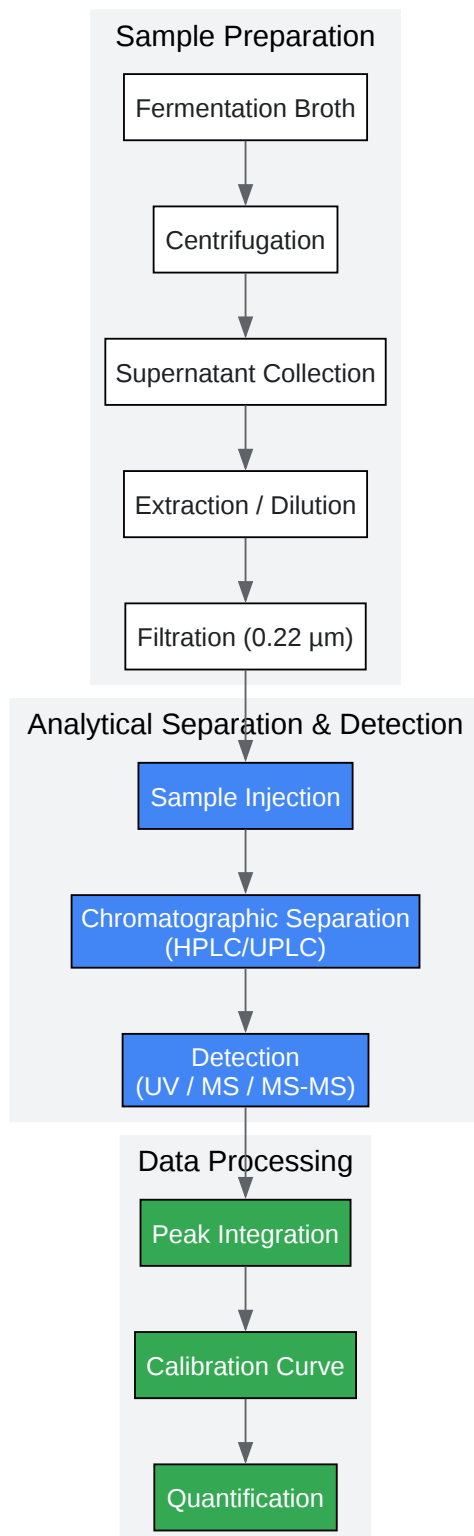 Sample Preparation
Fermentation Broth
Centrifugation
Supernatant Collection
Extraction / Dilution
Filtration (0.22 µm)
Analytical Separation & Detection
Sample Injection
Chromatographic Separation
(HPLC/UPLC)
Detection
(UV / MS / MS-MS)
Data Processing
Peak Integration
Calibration Curve
Quantification